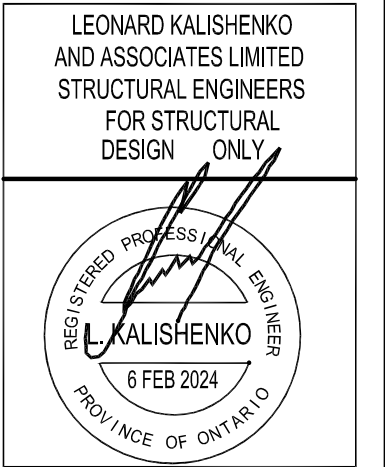 LEONARD KALISHENKO
AND ASSOCIATES LIMITED
STRUCTURAL ENGINEERS
FOR STRUCTURAL
DESIGN ONLY
REGISTERED PROFESSIONAL ENGINEER
L. KALISHENKO
6 FEB 2024
PROVINCE OF ONTARIO